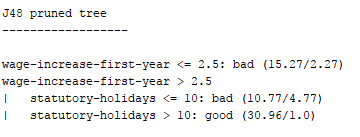 J48 pruned tree
------------------
wage-increase-first-year <= 2.5: bad (15.27/2.27)
wage-increase-first-year > 2.5
|   statutory-holidays <= 10: bad (10.77/4.77)
|   statutory-holidays > 10: good (30.96/1.0)